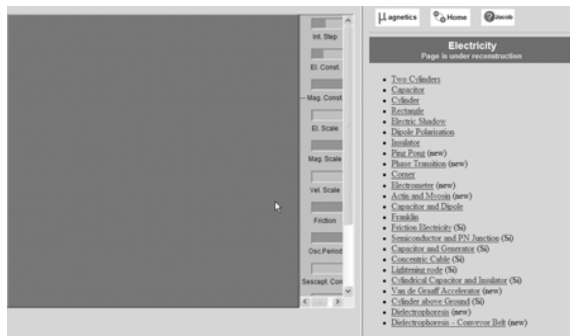 Int. Step
El. Const.
Mag. Const.
El. Scale
Mag. Scale
Vel. Scale
Friction
Osc.Period
Sescept. Con
μagnetics
Home
Jacob
Electricity
Page is under reconstruction
Two Cylinders
Capacitor
Cylinder
Rectangle
Electric Shadow
Dipole Polarisation
Insulator
Ping Pong (new)
Phase Transition (new)
Corner
Electrometer (new)
Actin and Myosin (new)
Capacitor and Dipole
Franklin
Friction Electricity (Si)
Semiconductor and PN Junction (Si)
Capacitor and Generator (Si)
Concentric Cable (Si)
Lightening rode (Si)
Cylindrical Capacitor and Insulator (Si)
Van de Graaff Accelerator (new)
Cylinder above Ground (Si)
Dielectrophoresis (new)
Dielectrophoresis - Conveyor Belt (new)